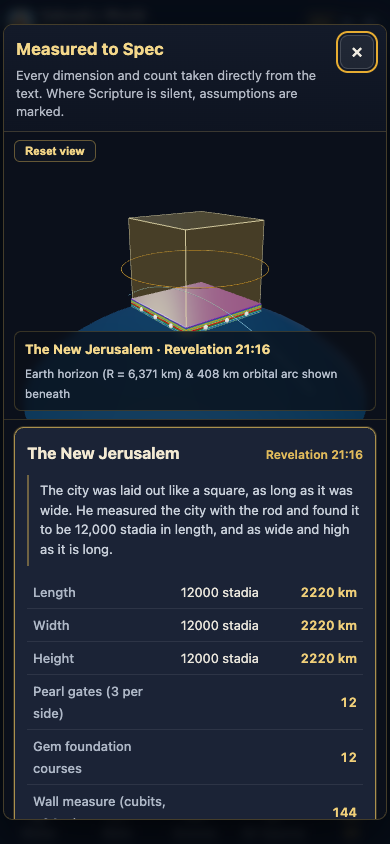 Measured to Spec
×
Every dimension and count taken directly from the
text. Where Scripture is silent, assumptions are
marked.
Reset view
The New Jerusalem · Revelation 21:16
Earth horizon (R = 6,371 km) & 408 km orbital arc shown
beneath
The New Jerusalem Revelation 21:16
The city was laid out like a square, as long as it was
wide. He measured the city with the rod and found it
to be 12,000 stadia in length, and as wide and high
as it is long.
Length 12000 stadia 2220 km
Width 12000 stadia 2220 km
Height 12000 stadia 2220 km
Pearl gates (3 per
side) 12
Gem foundation
courses 12
Wall measure (cubits,
144